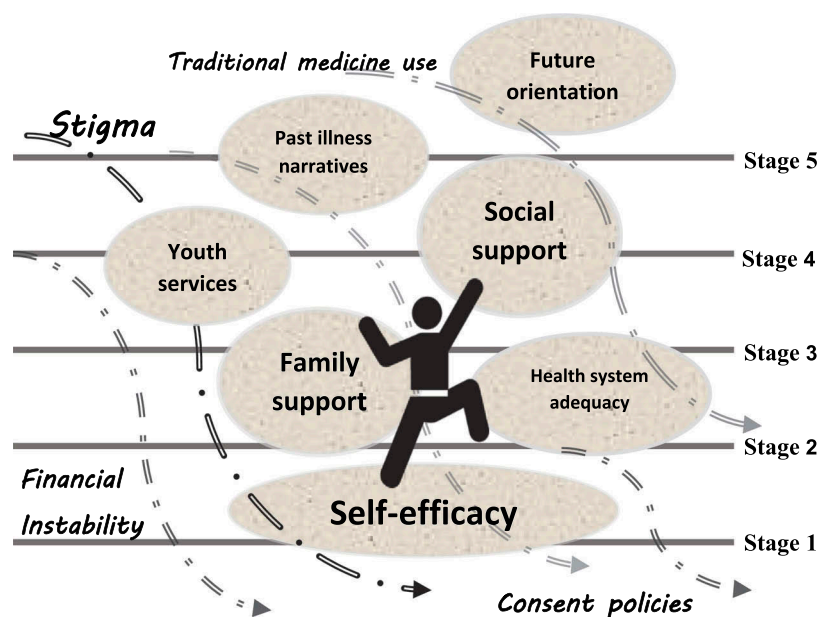 Traditional medicine use
Future
orientation
Stigma
Past illness
narratives
Stage 5
Social
support
Youth
services
Stage 4
Family
support
Stage 3
Health system
adequacy
Stage 2
Financial
Instability
Self-efficacy
Stage 1
Consent policies